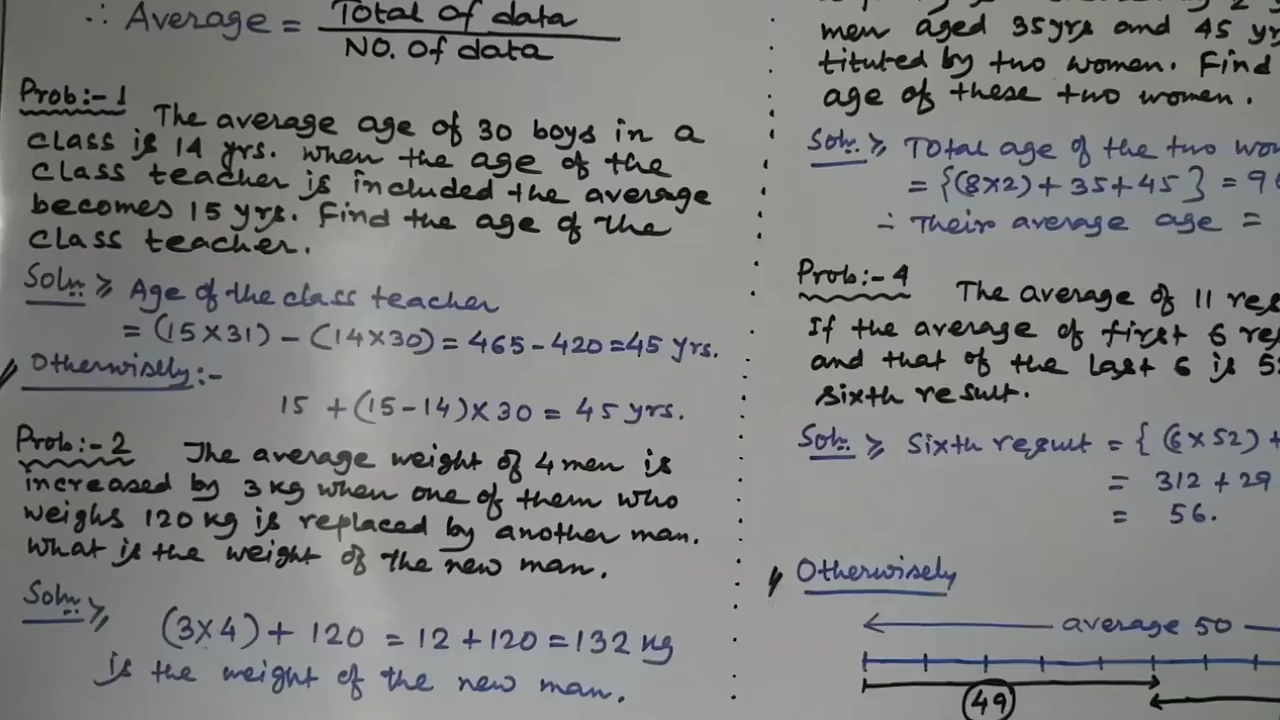 ∴ Average = Total of data / No. of data
Prob:- 1 The average age of 30 boys in a
class is 14 yrs. When the age of the
class teacher is included the average
becomes 15 yrs. Find the age of the
class teacher.
Soln. ⩾ Age of the class teacher
= (15×31) – (14×30) = 465 – 420 = 45 yrs.
Otherwisely:-
15 + (15-14)×30 = 45 yrs.
Prob:- 2 The average weight of 4 men is
increased by 3 kg when one of them who
weighs 120 kg is replaced by another man.
What is the weight of the new man.
Soln. ⩾
(3×4) + 120 = 12 + 120 = 132 kg
is the weight of the new man.
men aged 35 yrs and 45
tituted by two women. Find
age of these two women.
Soln. ⩾ Total age of the two
= {(8×2) + 35 + 45} =
∴ Their average age =
Prob:- 4 The average of 11
If the average of first 6
and that of the last 6 is
sixth result.
Soln. ⩾ Sixth result = { (6×52) +
= 312 + 29
= 56.
Otherwisely
average 50
49